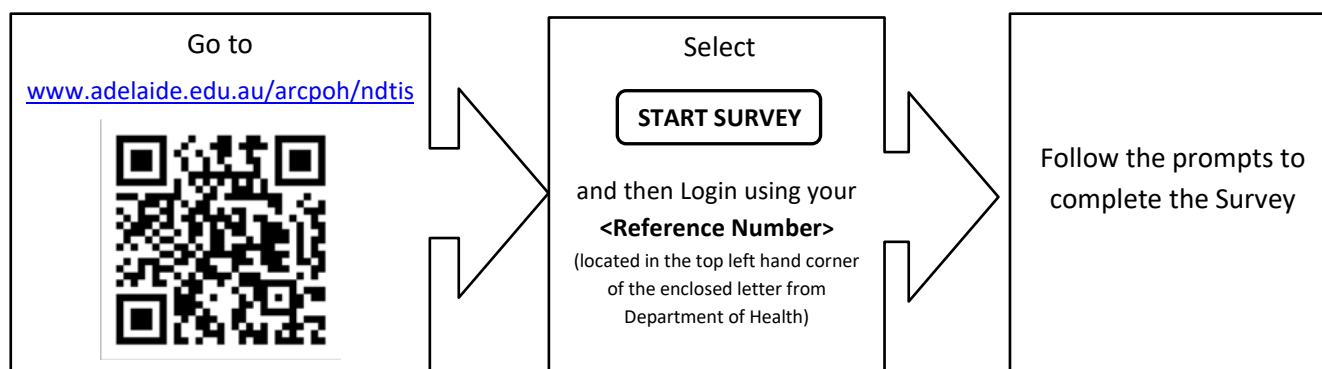 Go to
www.adelaide.edu.au/arcpoh/ndtis
Select
START SURVEY
and then Login using your
<Reference Number>
(located in the top left hand corner
of the enclosed letter from
Department of Health)
Follow the prompts to
complete the Survey